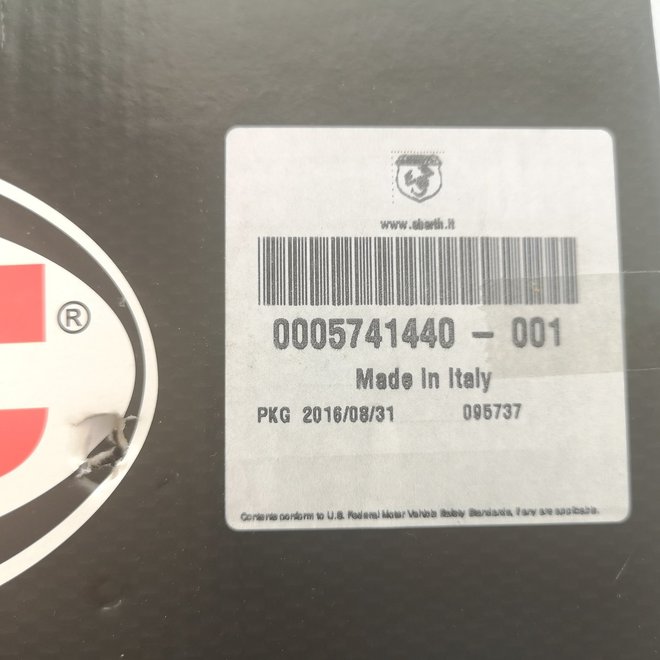 www.abarth.it
0005741440 - 001
Made in Italy
PKG 2016/08/31 095737
Contents conform to U.S. Federal Motor Vehicle Safety Standards, if any are applicable.
®